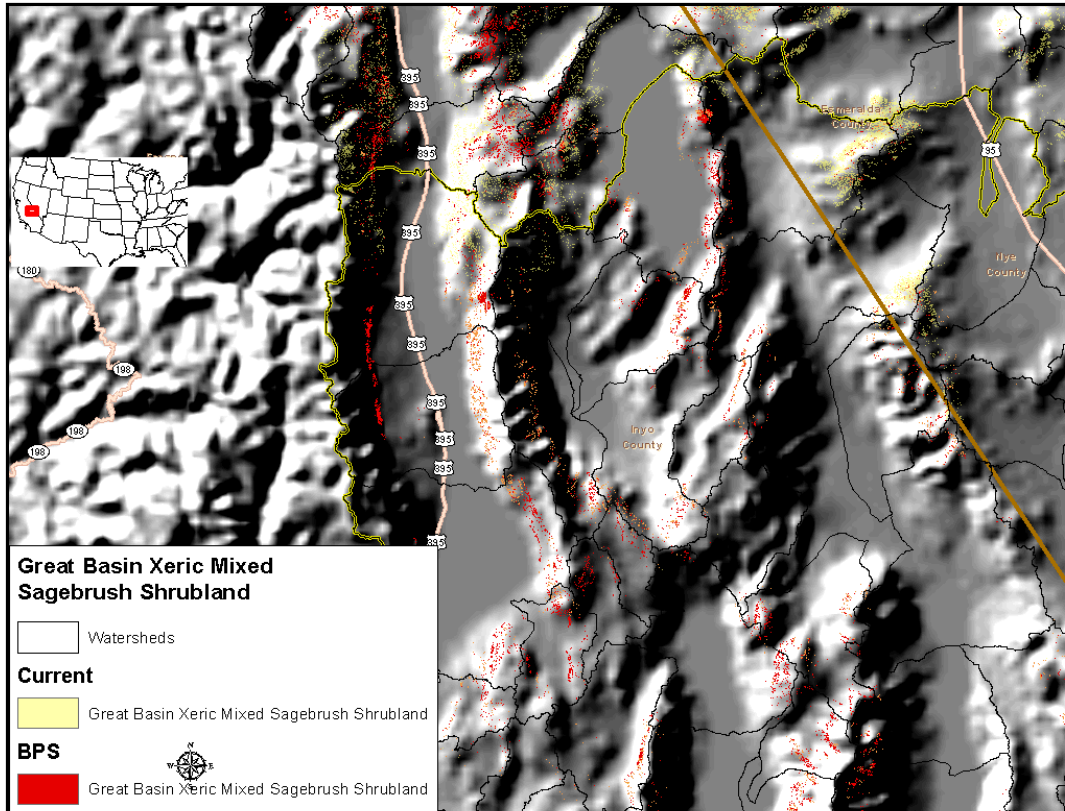 395
395
395
Esmeralda
County
95
395
Nye
County
180
395
198
395
198
198
Inyo
County
395
395
Great Basin Xeric Mixed
Sagebrush Shrubland
Watersheds
Current
Great Basin Xeric Mixed Sagebrush Shrubland
BPS
N
W
E
S
Great Basin Xeric Mixed Sagebrush Shrubland